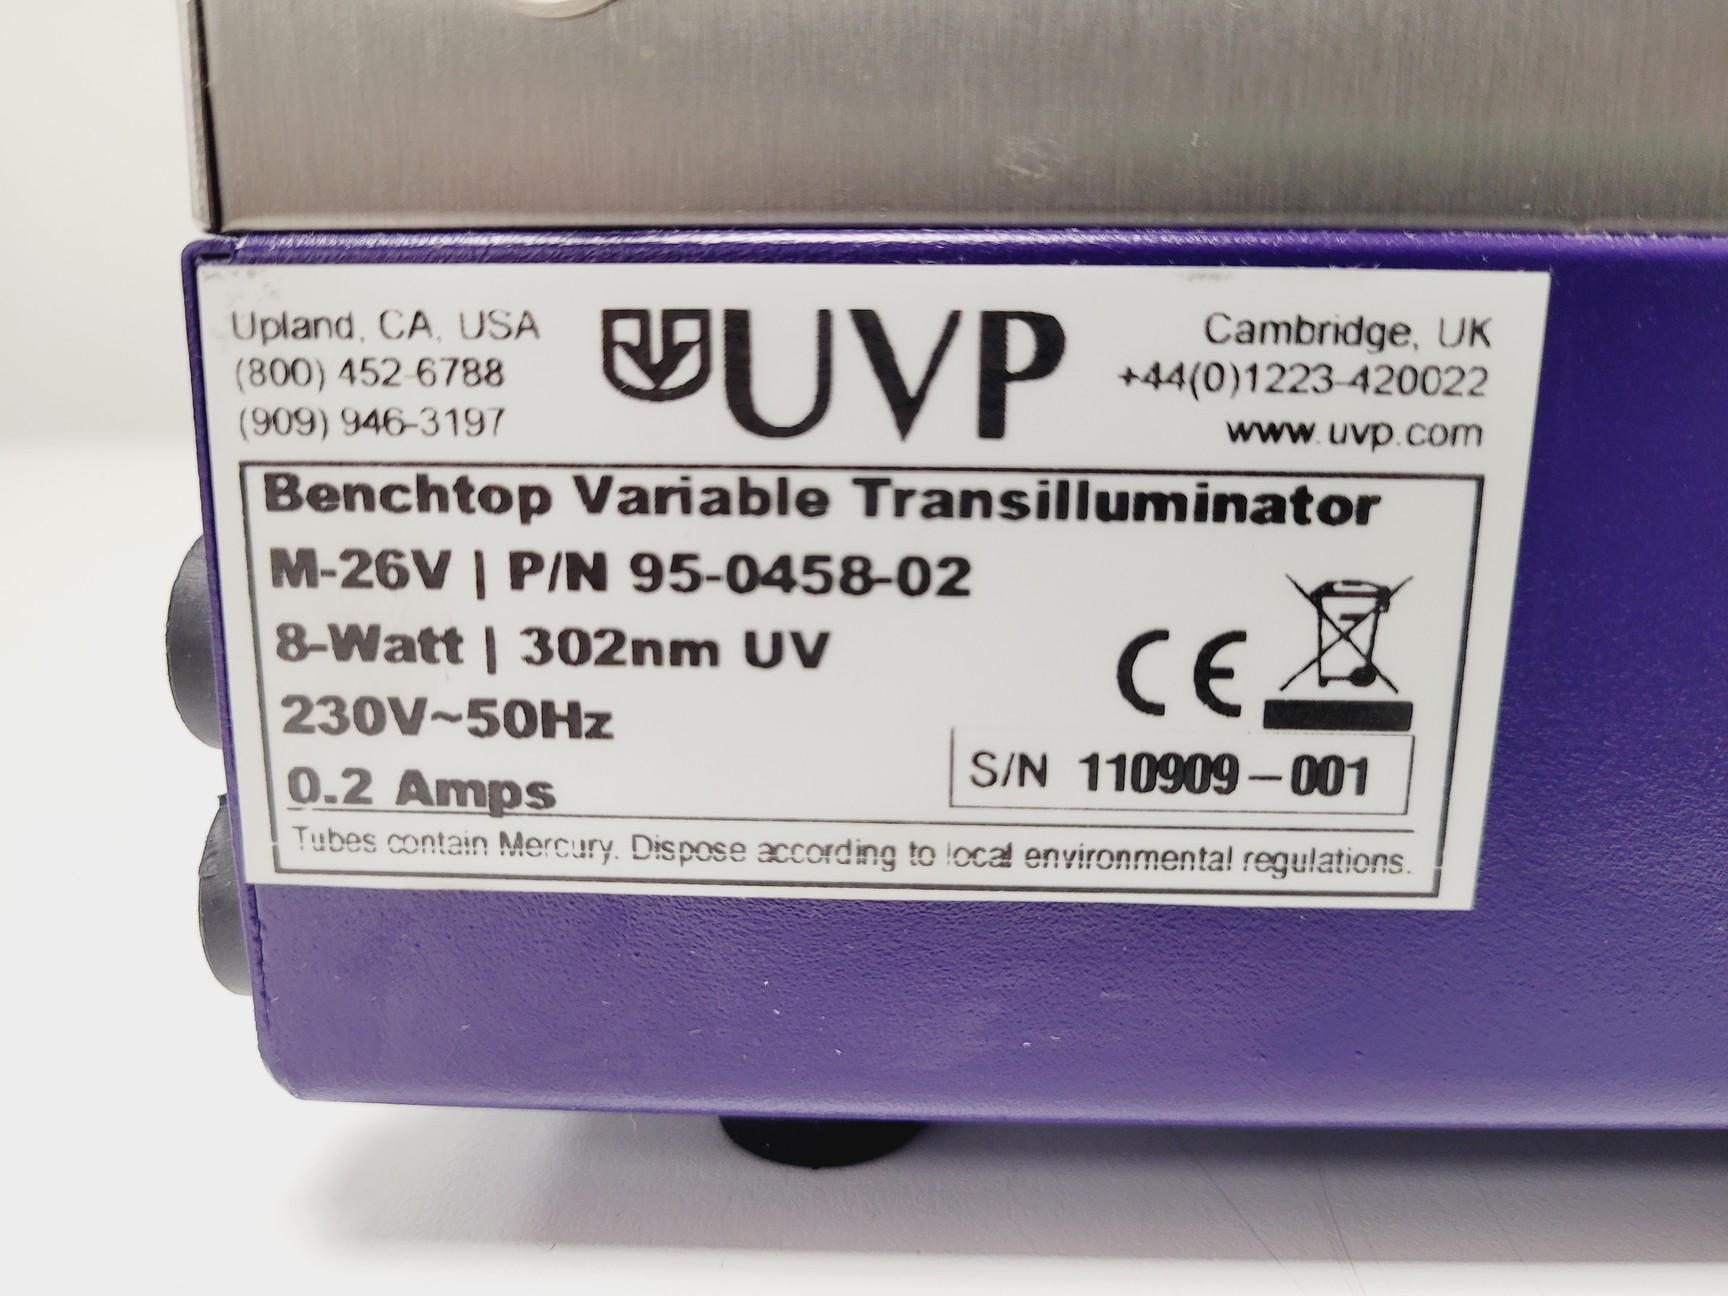 Upland, CA, USA
(800) 452-6788
(909) 946-3197
UVP
Cambridge, UK
+44(0)1223-420022
www.uvp.com
Benchtop Variable Transilluminator
M-26V | P/N 95-0458-02
8-Watt | 302nm UV
230V~50Hz
0.2 Amps
CE
S/N 110909-001
Tubes contain Mercury. Dispose according to local environmental regulations.